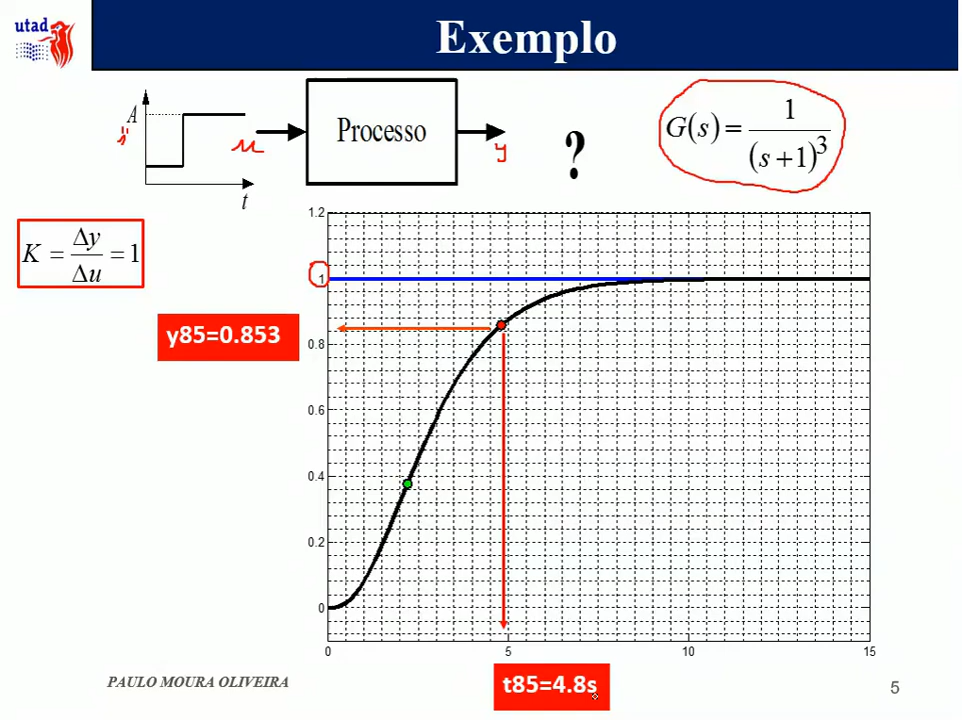 utad
Exemplo
A
"1"
u
Processo
y
?
G(s) = 1/(s+1)^3
t
K = Δy/Δu = 1
1.2
1
y85=0.853
0.8
0.6
0.4
0.2
0
0 5 10 15
PAULO MOURA OLIVEIRA
t85=4.8s
5